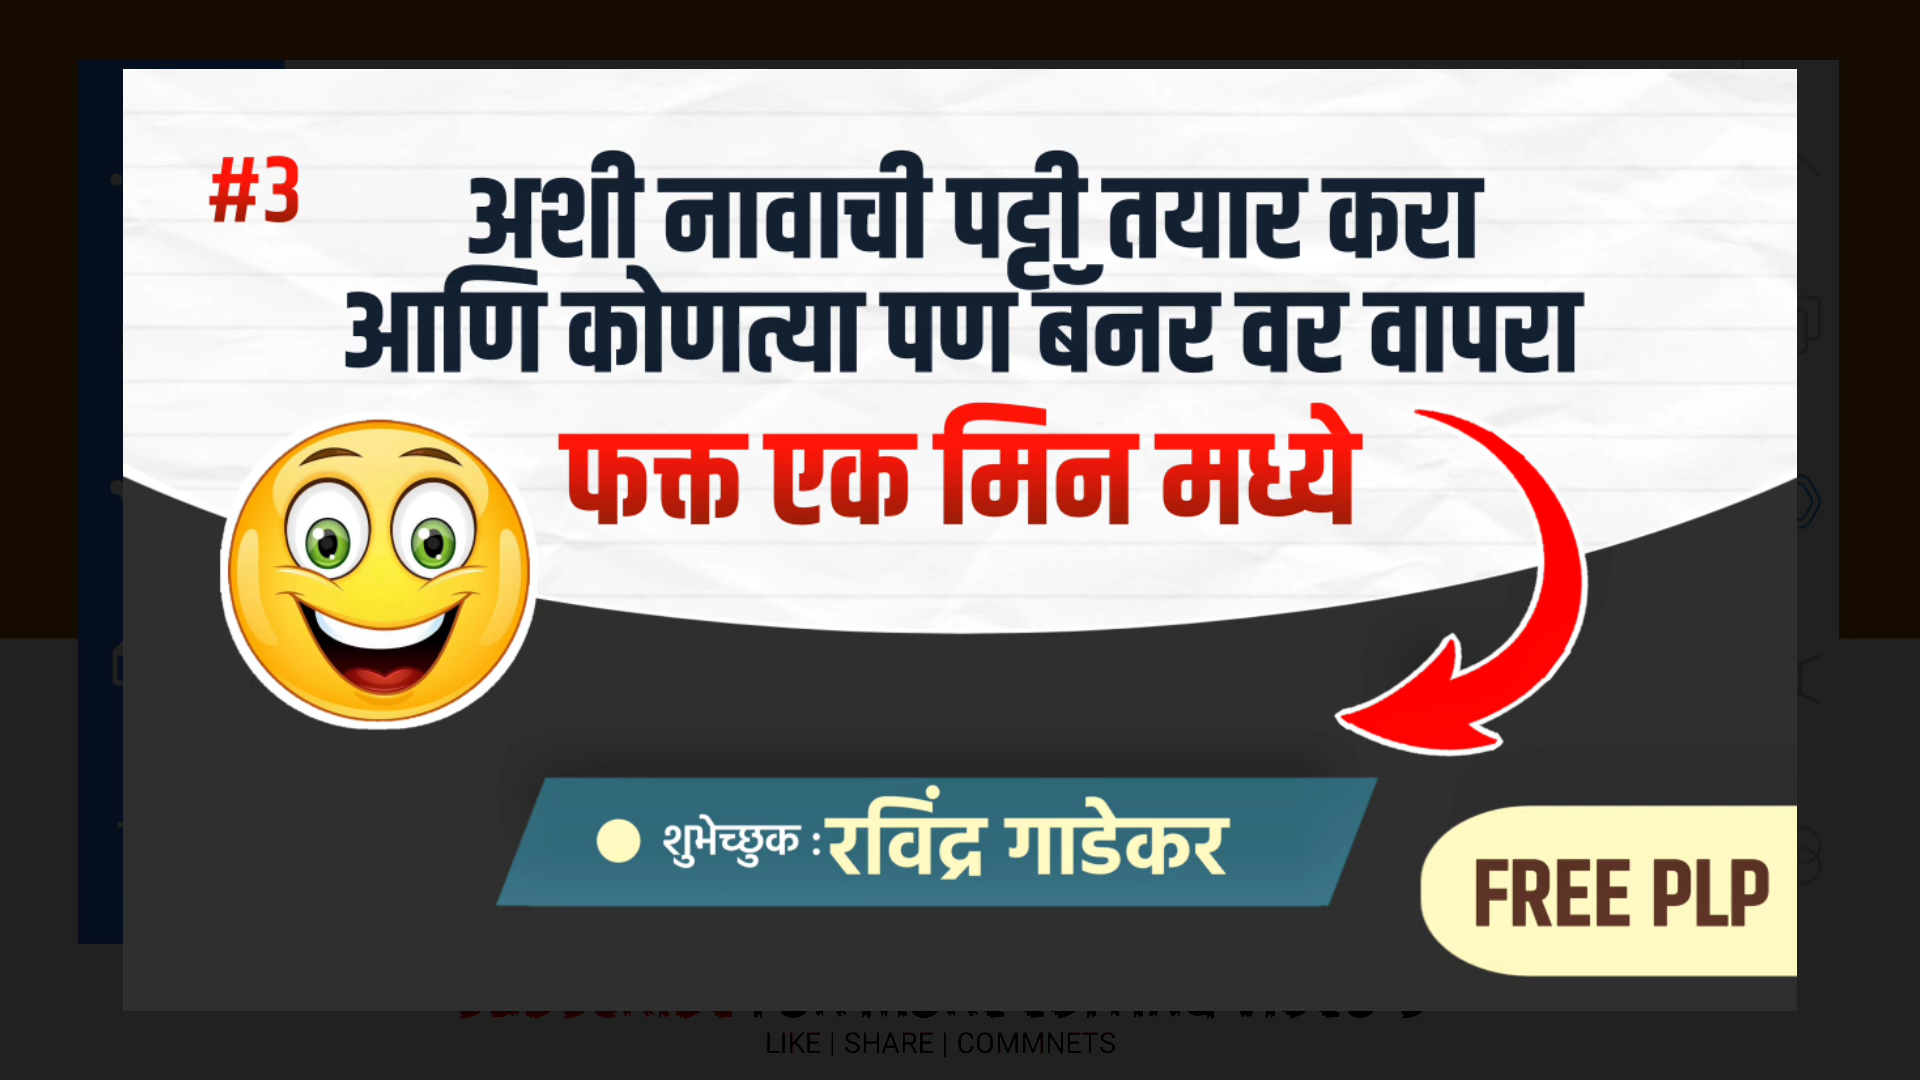 #3
अशी नावाची पट्टी तयार करा
आणि कोणत्या पण बॅनर वर वापरा
फक्त एक मिन मध्ये
शुभेच्छुक : रविंद्र गाडेकर
FREE PLP
LIKE | SHARE | COMMNETS